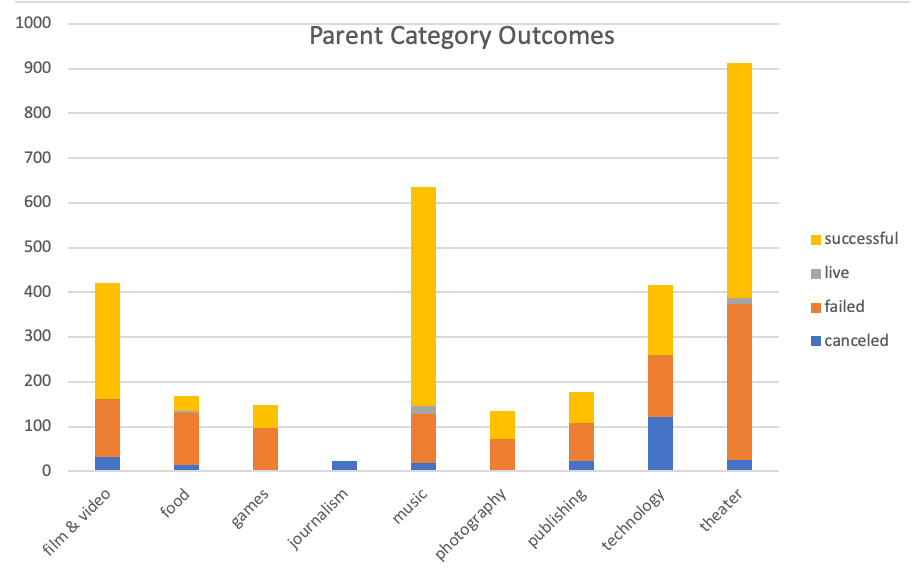 Parent Category Outcomes
1000
900
800
700
600
500
400
300
200
100
0
film & video
food
games
journalism
music
photography
publishing
technology
theater
successful
live
failed
canceled